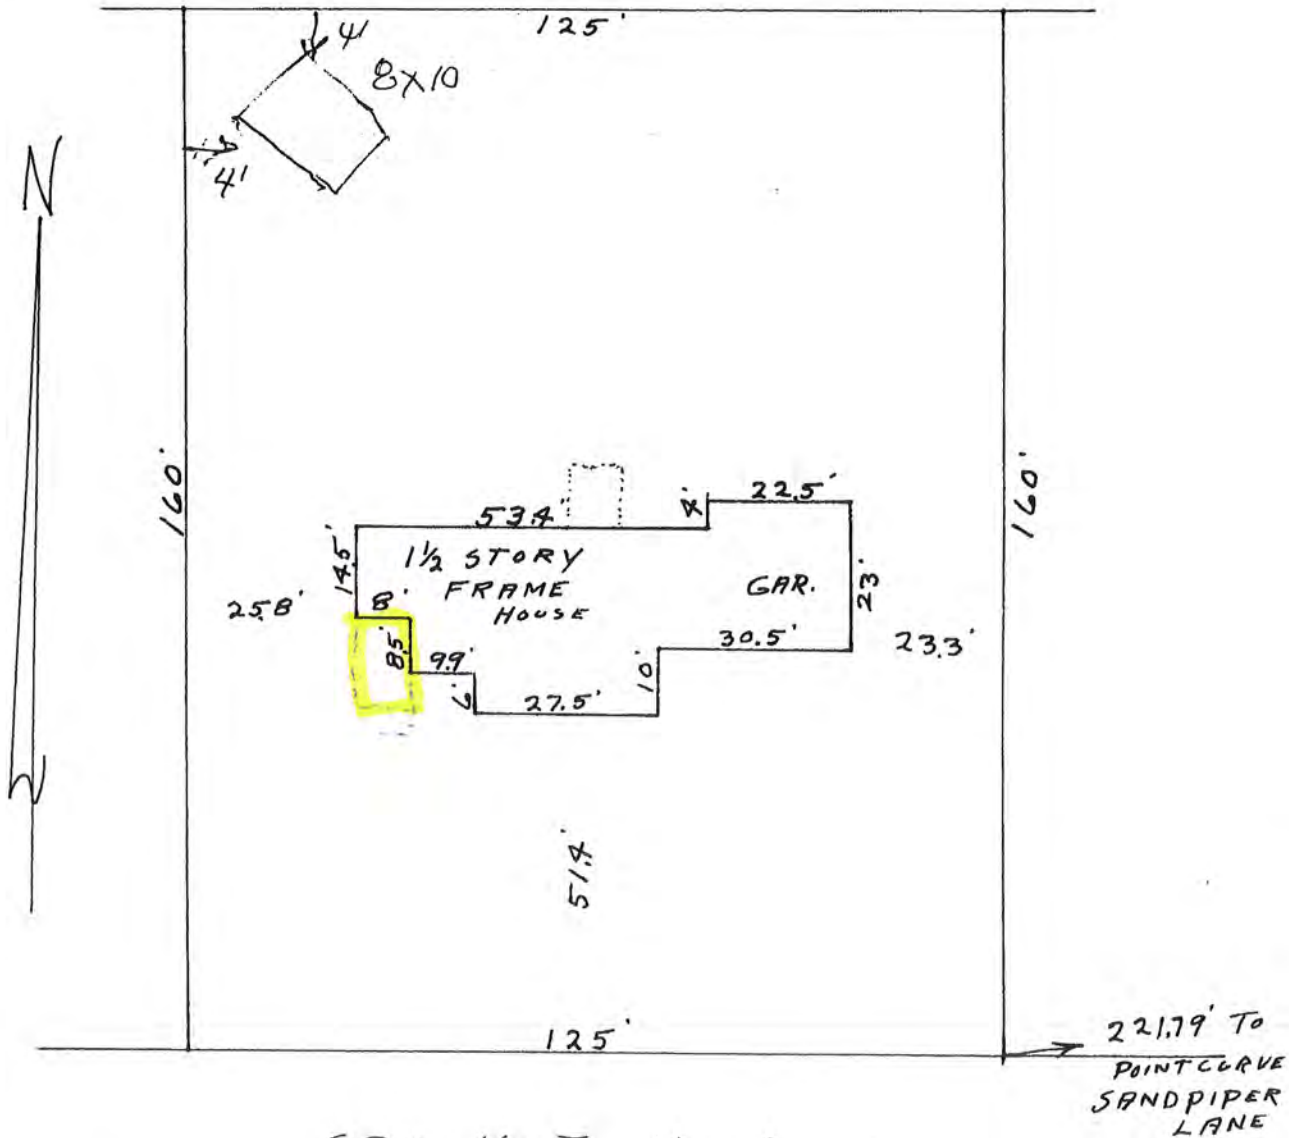 125'
4'
8X10
N
4'
160'
160'
53.4'
4'
22.5'
14.5'
1½ STORY
FRAME
HOUSE
GAR.
23'
25.8'
8'
8.5'
9.9'
6'
27.5'
10'
30.5'
23.3'
51.4'
125'
221.79' TO
POINT CURVE
SANDPIPER
LANE